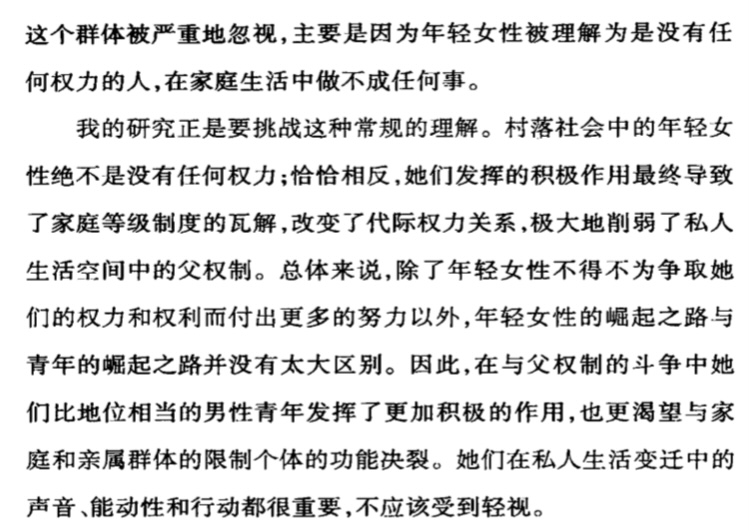 这个群体被严重地忽视,主要是因为年轻女性被理解为是没有任
何权力的人,在家庭生活中做不成任何事。
我的研究正是要挑战这种常规的理解。村落社会中的年轻女
性绝不是没有任何权力;恰恰相反,她们发挥的积极作用最终导致
了家庭等级制度的瓦解,改变了代际权力关系,极大地削弱了私人
生活空间中的父权制。总体来说,除了年轻女性不得不为争取她
们的权力和权利而付出更多的努力以外,年轻女性的崛起之路与
青年的崛起之路并没有太大区别。因此,在与父权制的斗争中她
们比地位相当的男性青年发挥了更加积极的作用,也更渴望与家
庭和亲属群体的限制个体的功能决裂。她们在私人生活变迁中的
声音、能动性和行动都很重要,不应该受到轻视。